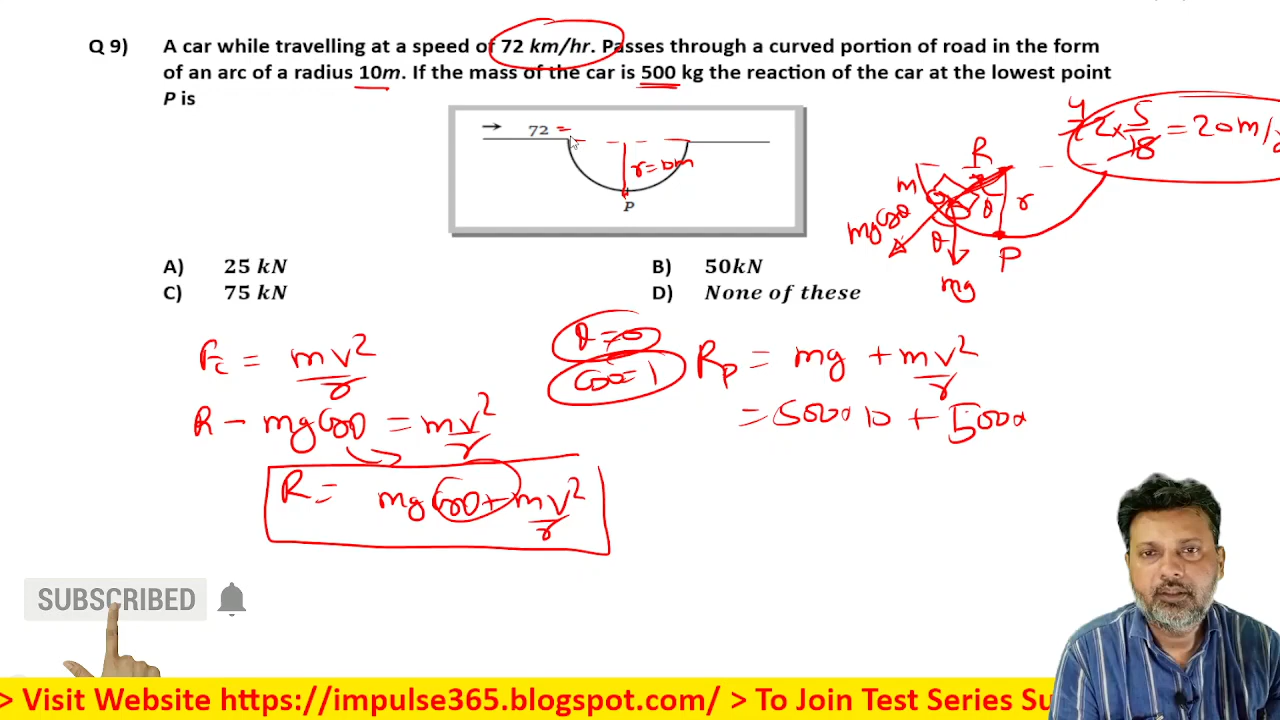 Q 9) A car while travelling at a speed of 72 km/hr. Passes through a curved portion of road in the form
of an arc of a radius 10m. If the mass of the car is 500 kg the reaction of the car at the lowest point
P is
→ 72 =
r=10m
P
4
72 × 5/18 = 20m/
R
m
θ
r
mg cosθ
θ
P
mg
A) 25 kN
B) 50kN
C) 75 kN
D) None of these
Fc = mv²/r
θ=0
cos = 1
Rp = mg + mv²/r
R − mg cosθ = mv²/r
= 500×10 + 500×
R = mg cosθ + mv²/r
SUBSCRIBED
> Visit Website https://impulse365.blogspot.com/ > To Join Test Series Su